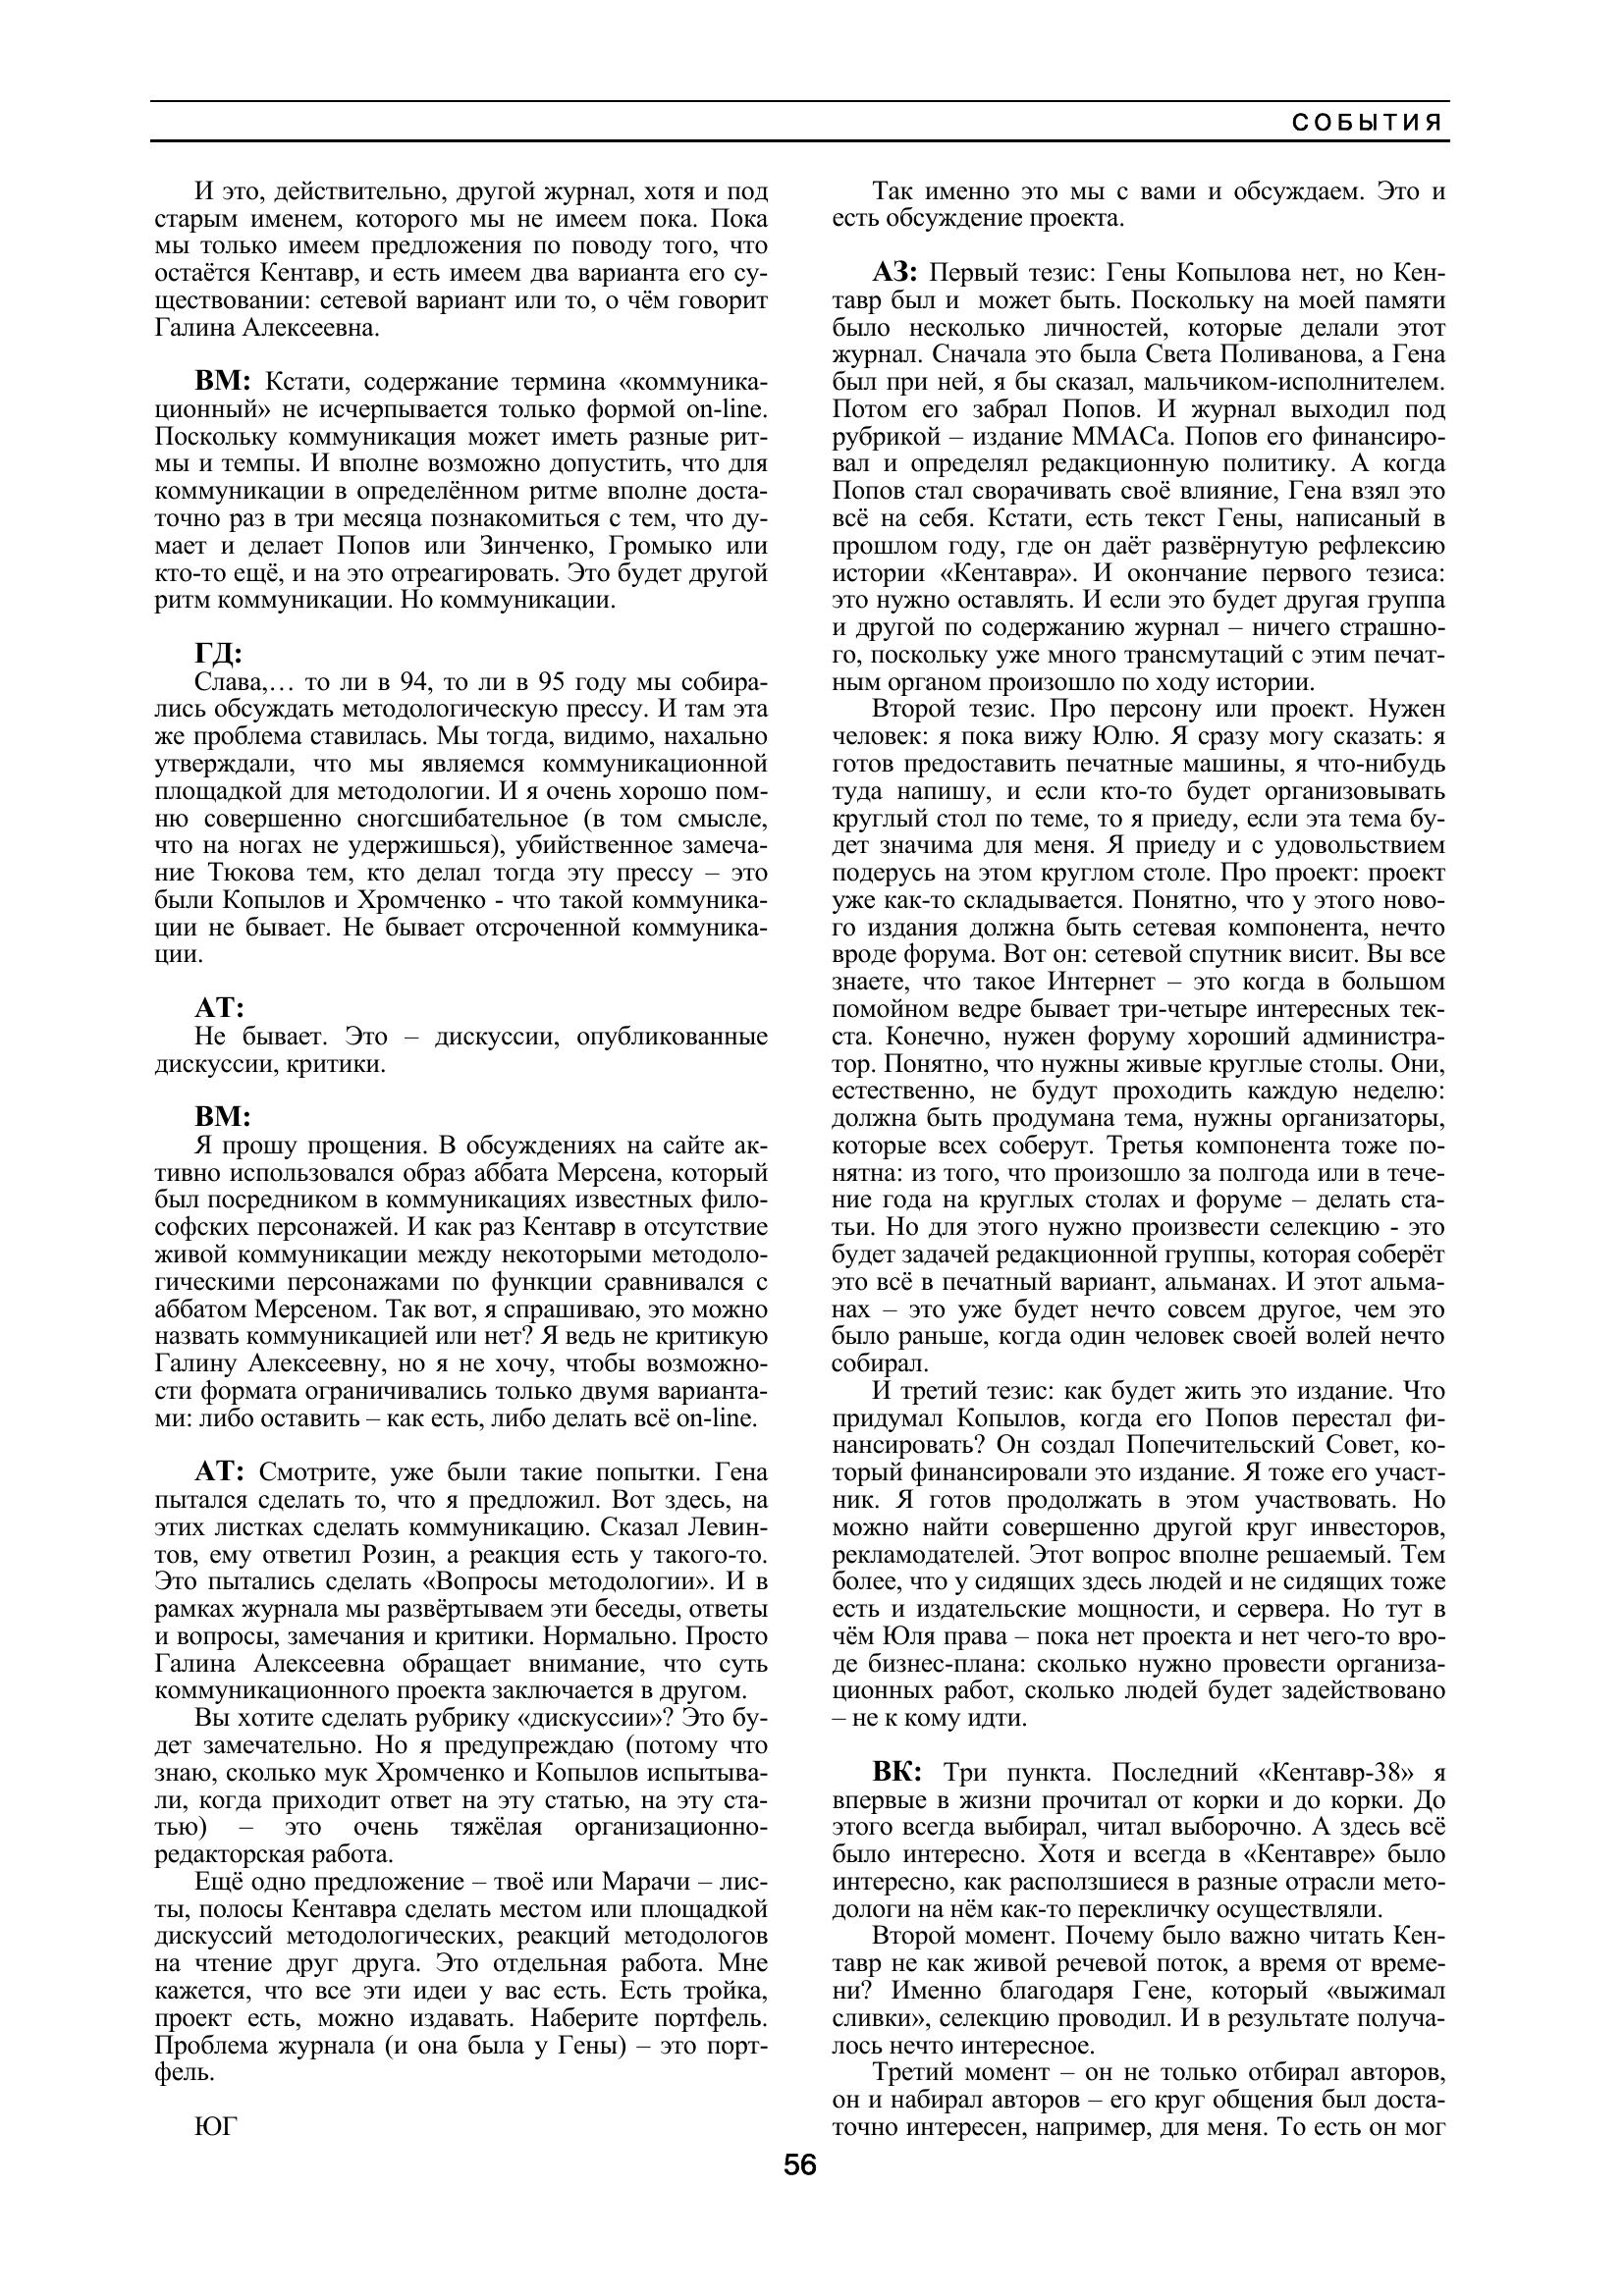 СОБЫТИЯ
И это, действительно, другой журнал, хотя и под
старым именем, которого мы не имеем пока. Пока
мы только имеем предложения по поводу того, что
остаётся Кентавр, и есть имеем два варианта его су-
ществовании: сетевой вариант или то, о чём говорит
Галина Алексеевна.
ВМ: Кстати, содержание термина «коммуника-
ционный» не исчерпывается только формой on-line.
Поскольку коммуникация может иметь разные рит-
мы и темпы. И вполне возможно допустить, что для
коммуникации в определённом ритме вполне доста-
точно раз в три месяца познакомиться с тем, что ду-
мает и делает Попов или Зинченко, Громыко или
кто-то ещё, и на это отреагировать. Это будет другой
ритм коммуникации. Но коммуникации.
ГД:
Слава,… то ли в 94, то ли в 95 году мы собира-
лись обсуждать методологическую прессу. И там эта
же проблема ставилась. Мы тогда, видимо, нахально
утверждали, что мы являемся коммуникационной
площадкой для методологии. И я очень хорошо пом-
ню совершенно сногсшибательное (в том смысле,
что на ногах не удержишься), убийственное замеча-
ние Тюкова тем, кто делал тогда эту прессу – это
были Копылов и Хромченко - что такой коммуника-
ции не бывает. Не бывает отсроченной коммуника-
ции.
АТ:
Не бывает. Это – дискуссии, опубликованные
дискуссии, критики.
ВМ:
Я прошу прощения. В обсуждениях на сайте ак-
тивно использовался образ аббата Мерсена, который
был посредником в коммуникациях известных фило-
софских персонажей. И как раз Кентавр в отсутствие
живой коммуникации между некоторыми методоло-
гическими персонажами по функции сравнивался с
аббатом Мерсеном. Так вот, я спрашиваю, это можно
назвать коммуникацией или нет? Я ведь не критикую
Галину Алексеевну, но я не хочу, чтобы возможно-
сти формата ограничивались только двумя варианта-
ми: либо оставить – как есть, либо делать всё on-line.
АТ: Смотрите, уже были такие попытки. Гена
пытался сделать то, что я предложил. Вот здесь, на
этих листках сделать коммуникацию. Сказал Левин-
тов, ему ответил Розин, а реакция есть у такого-то.
Это пытались сделать «Вопросы методологии». И в
рамках журнала мы развёртываем эти беседы, ответы
и вопросы, замечания и критики. Нормально. Просто
Галина Алексеевна обращает внимание, что суть
коммуникационного проекта заключается в другом.
Вы хотите сделать рубрику «дискуссии»? Это бу-
дет замечательно. Но я предупреждаю (потому что
знаю, сколько мук Хромченко и Копылов испытыва-
ли, когда приходит ответ на эту статью, на эту ста-
тью) – это очень тяжёлая организационно-
редакторская работа.
Ещё одно предложение – твоё или Марачи – лис-
ты, полосы Кентавра сделать местом или площадкой
дискуссий методологических, реакций методологов
на чтение друг друга. Это отдельная работа. Мне
кажется, что все эти идеи у вас есть. Есть тройка,
проект есть, можно издавать. Наберите портфель.
Проблема журнала (и она была у Гены) – это порт-
фель.
ЮГ
Так именно это мы с вами и обсуждаем. Это и
есть обсуждение проекта.
АЗ: Первый тезис: Гены Копылова нет, но Кен-
тавр был и может быть. Поскольку на моей памяти
было несколько личностей, которые делали этот
журнал. Сначала это была Света Поливанова, а Гена
был при ней, я бы сказал, мальчиком-исполнителем.
Потом его забрал Попов. И журнал выходил под
рубрикой – издание ММАСа. Попов его финансиро-
вал и определял редакционную политику. А когда
Попов стал сворачивать своё влияние, Гена взял это
всё на себя. Кстати, есть текст Гены, написаный в
прошлом году, где он даёт развёрнутую рефлексию
истории «Кентавра». И окончание первого тезиса:
это нужно оставлять. И если это будет другая группа
и другой по содержанию журнал – ничего страшно-
го, поскольку уже много трансмутаций с этим печат-
ным органом произошло по ходу истории.
Второй тезис. Про персону или проект. Нужен
человек: я пока вижу Юлю. Я сразу могу сказать: я
готов предоставить печатные машины, я что-нибудь
туда напишу, и если кто-то будет организовывать
круглый стол по теме, то я приеду, если эта тема бу-
дет значима для меня. Я приеду и с удовольствием
подерусь на этом круглом столе. Про проект: проект
уже как-то складывается. Понятно, что у этого ново-
го издания должна быть сетевая компонента, нечто
вроде форума. Вот он: сетевой спутник висит. Вы все
знаете, что такое Интернет – это когда в большом
помойном ведре бывает три-четыре интересных тек-
ста. Конечно, нужен форуму хороший администра-
тор. Понятно, что нужны живые круглые столы. Они,
естественно, не будут проходить каждую неделю:
должна быть продумана тема, нужны организаторы,
которые всех соберут. Третья компонента тоже по-
нятна: из того, что произошло за полгода или в тече-
ние года на круглых столах и форуме – делать ста-
тьи. Но для этого нужно произвести селекцию - это
будет задачей редакционной группы, которая соберёт
это всё в печатный вариант, альманах. И этот альма-
нах – это уже будет нечто совсем другое, чем это
было раньше, когда один человек своей волей нечто
собирал.
И третий тезис: как будет жить это издание. Что
придумал Копылов, когда его Попов перестал фи-
нансировать? Он создал Попечительский Совет, ко-
торый финансировали это издание. Я тоже его участ-
ник. Я готов продолжать в этом участвовать. Но
можно найти совершенно другой круг инвесторов,
рекламодателей. Этот вопрос вполне решаемый. Тем
более, что у сидящих здесь людей и не сидящих тоже
есть и издательские мощности, и сервера. Но тут в
чём Юля права – пока нет проекта и нет чего-то вро-
де бизнес-плана: сколько нужно провести организа-
ционных работ, сколько людей будет задействовано
– не к кому идти.
ВК: Три пункта. Последний «Кентавр-38» я
впервые в жизни прочитал от корки и до корки. До
этого всегда выбирал, читал выборочно. А здесь всё
было интересно. Хотя и всегда в «Кентавре» было
интересно, как расползшиеся в разные отрасли мето-
дологи на нём как-то перекличку осуществляли.
Второй момент. Почему было важно читать Кен-
тавр не как живой речевой поток, а время от време-
ни? Именно благодаря Гене, который «выжимал
сливки», селекцию проводил. И в результате получа-
лось нечто интересное.
Третий момент – он не только отбирал авторов,
он и набирал авторов – его круг общения был доста-
точно интересен, например, для меня. То есть он мог
56